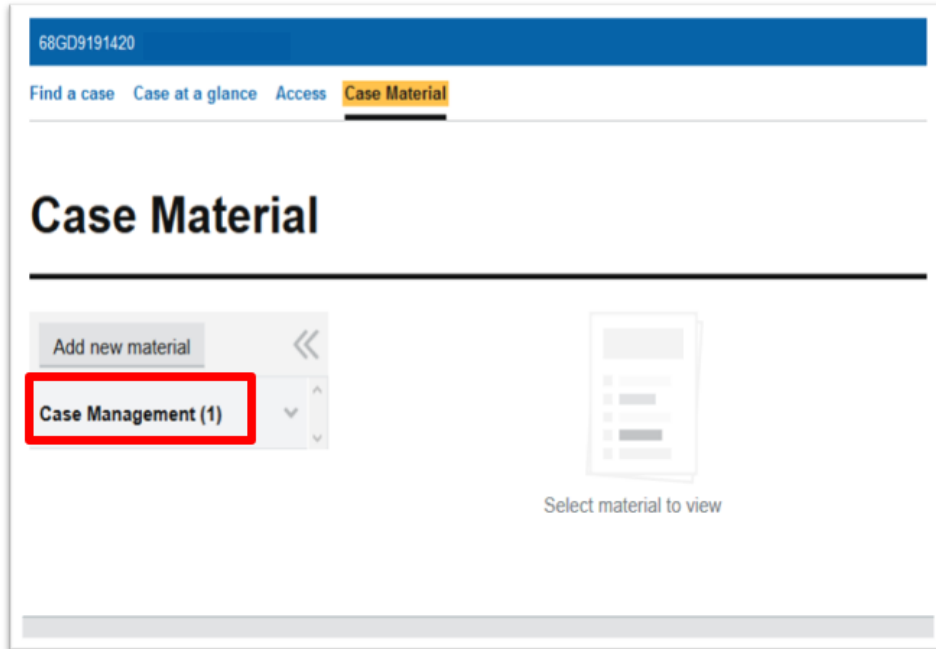 68GD9191420
Find a case Case at a glance Access Case Material
Case Material
Add new material
Case Management (1)
Select material to view